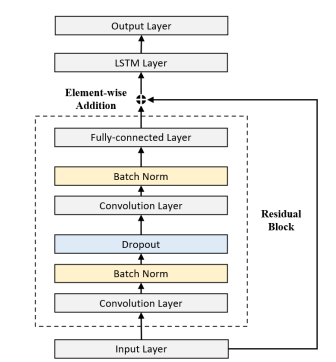 Output Layer
LSTM Layer
Element-wise
Addition
Fully-connected Layer
Batch Norm
Convolution Layer
Residual
Block
Dropout
Batch Norm
Convolution Layer
Input Layer